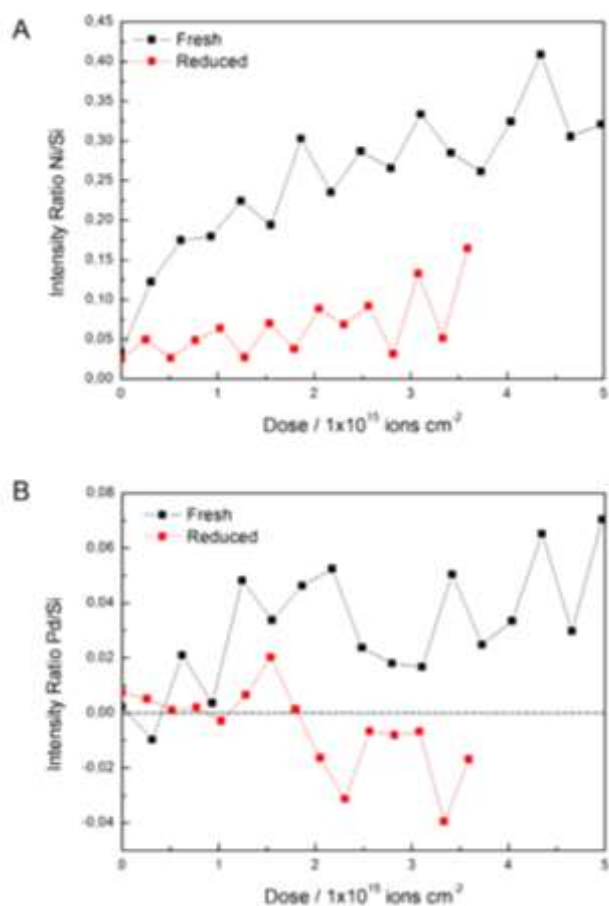 A
0.45
0.40
0.35
0.30
0.25
0.20
0.15
0.10
0.05
0.00
Intensity Ratio Ni/Si
Fresh
Reduced
0 1 2 3 4 5
Dose / 1x10¹⁵ ions cm⁻²
B
0.08
0.06
0.04
0.02
0.00
-0.02
-0.04
Intensity Ratio Pd/Si
Fresh
Reduced
0 1 2 3 4 5
Dose / 1x10¹⁵ ions cm⁻²